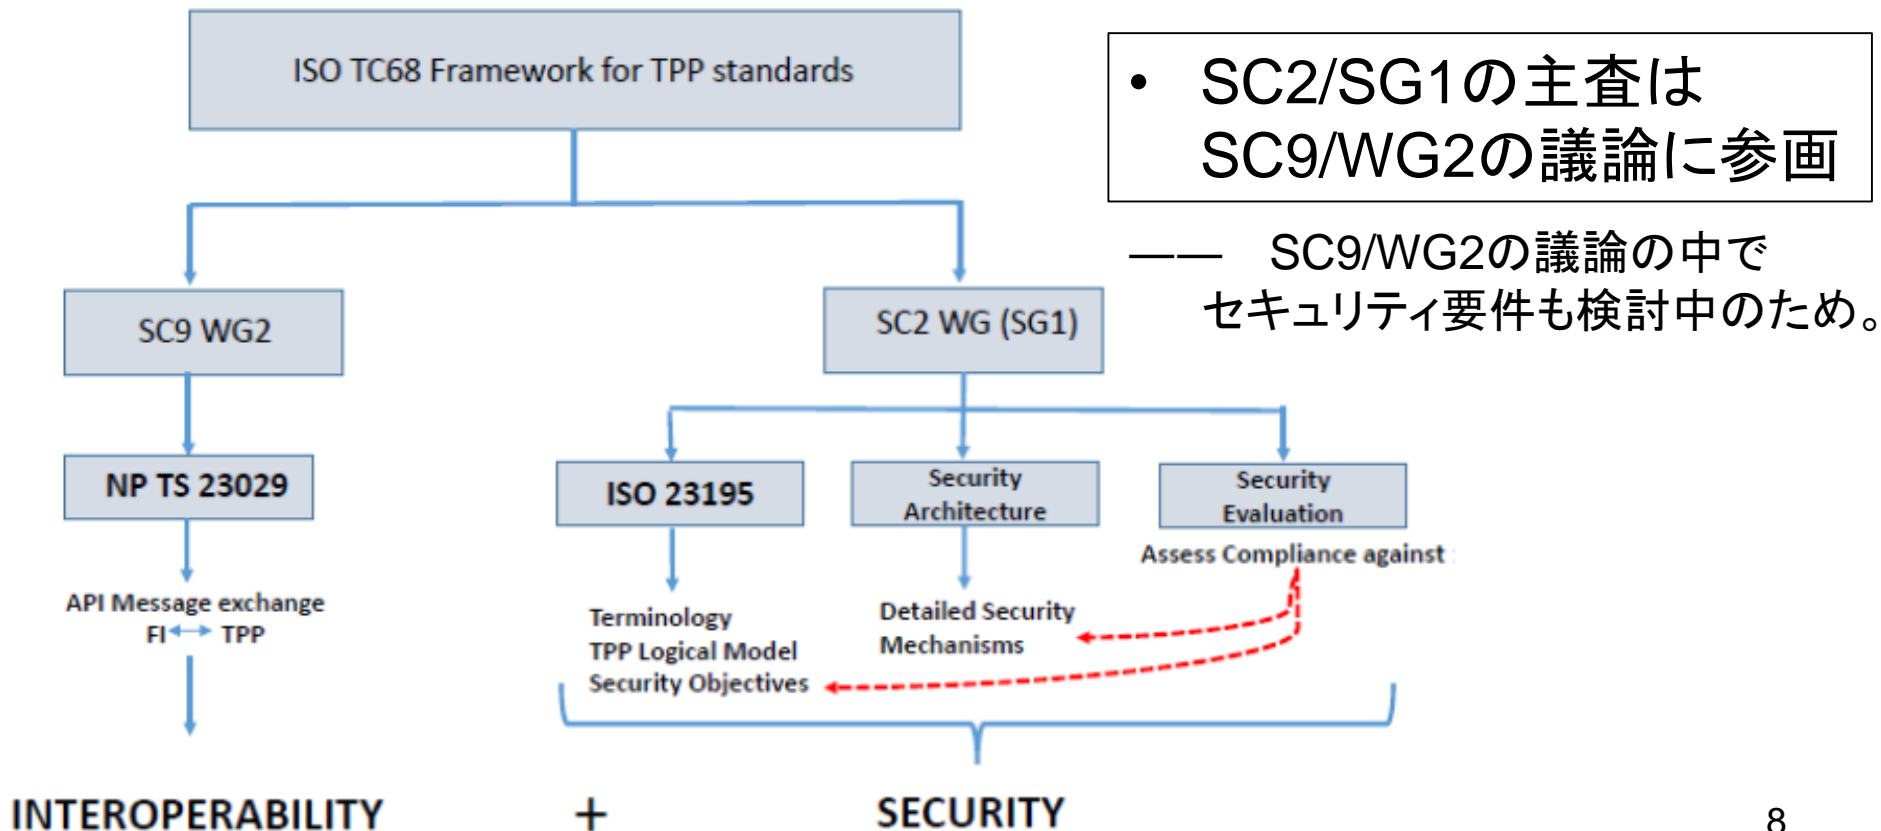 ISO TC68 Framework for TPP standards
• SC2/SG1の主査は
SC9/WG2の議論に参画
―― SC9/WG2の議論の中で
セキュリティ要件も検討中のため。
SC9 WG2
SC2 WG (SG1)
NP TS 23029
ISO 23195
Security
Architecture
Security
Evaluation
Assess Compliance against :
API Message exchange
FI ↔ TPP
Terminology
TPP Logical Model
Security Objectives
Detailed Security
Mechanisms
INTEROPERABILITY + SECURITY
8